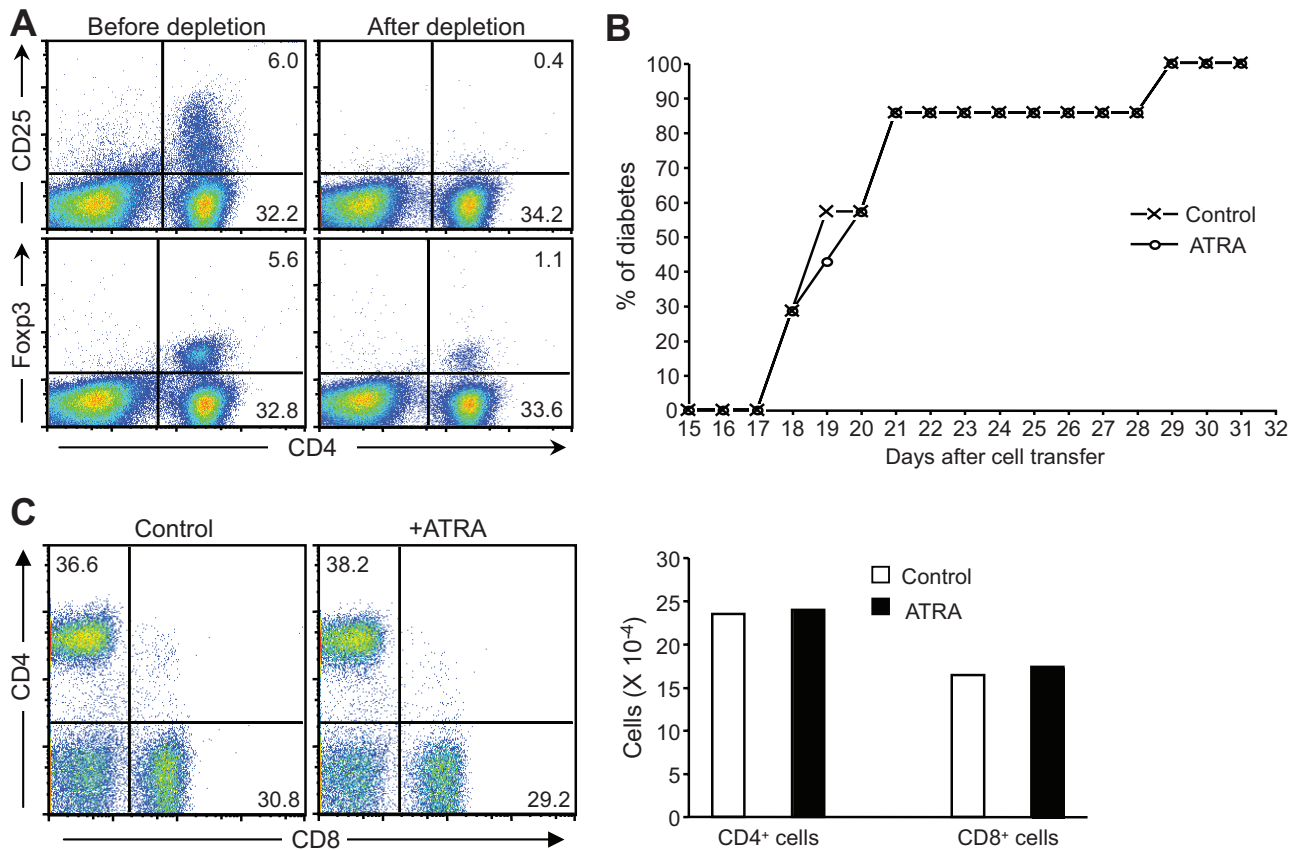 A
Before depletion
After depletion
CD25
6.0
32.2
0.4
34.2
Foxp3
5.6
32.8
1.1
33.6
CD4
B
% of diabetes
100
90
80
70
60
50
40
30
20
10
0
15 16 17 18 19 20 21 22 23 24 25 26 27 28 29 30 31 32
Days after cell transfer
Control
ATRA
C
Control
+ATRA
CD4
36.6
30.8
38.2
29.2
CD8
Cells (X 10⁻⁴)
30
25
20
15
10
5
0
Control
ATRA
CD4⁺ cells
CD8⁺ cells